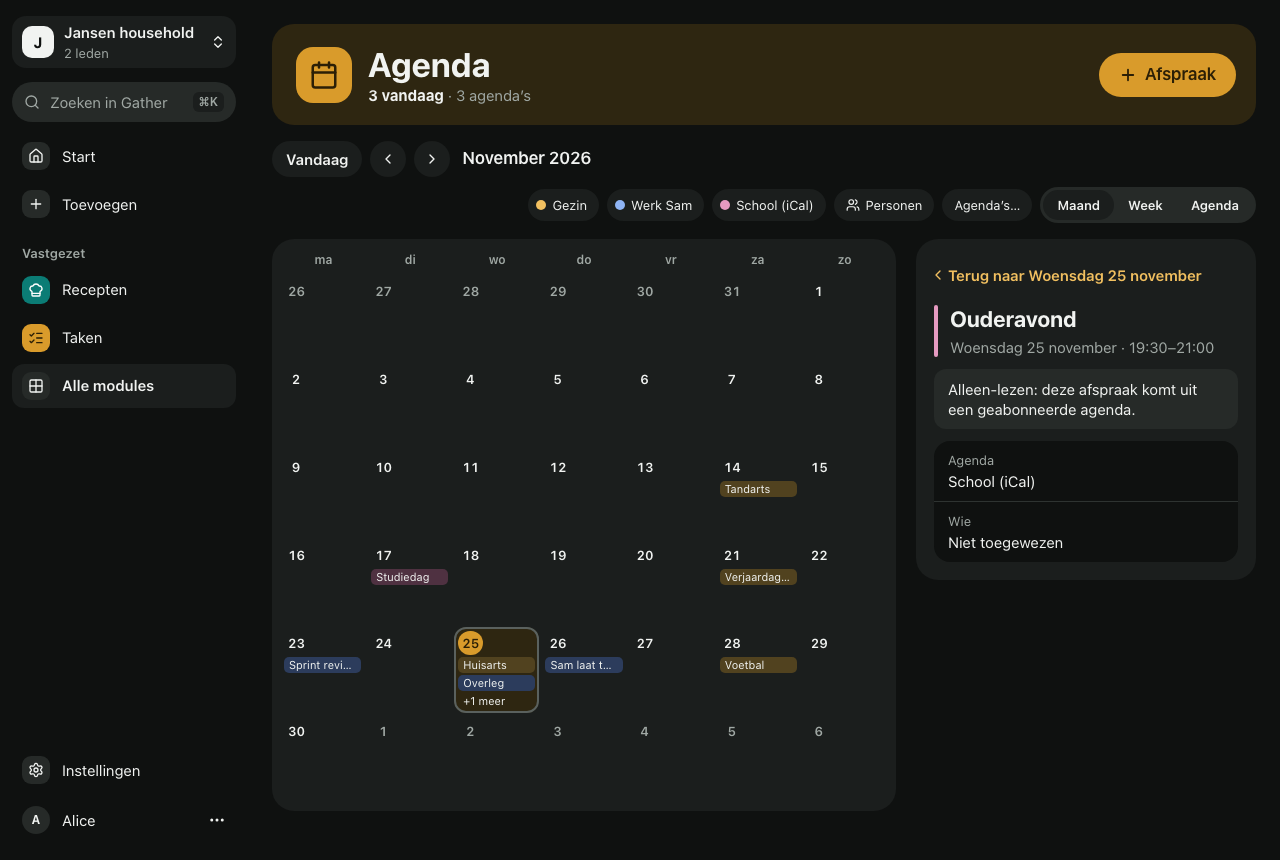 J
Jansen household
2 leden
Zoeken in Gather
⌘K
Start
Toevoegen
Vastgezet
Recepten
Taken
Alle modules
Instellingen
A
Alice
Agenda
3 vandaag · 3 agenda's
Afspraak
Vandaag
November 2026
Gezin
Werk Sam
School (iCal)
Personen
Agenda's...
Maand
Week
Agenda
ma di wo do vr za zo
26 27 28 29 30 31 1
2 3 4 5 6 7 8
9 10 11 12 13 14 15
Tandarts
16 17 18 19 20 21 22
Studiedag Verjaardag...
23 24 25 26 27 28 29
Sprint revi... Huisarts Sam laat t... Voetbal
Overleg
+1 meer
30 1 2 3 4 5 6
Terug naar Woensdag 25 november
Ouderavond
Woensdag 25 november · 19:30–21:00
Alleen-lezen: deze afspraak komt uit
een geabonneerde agenda.
Agenda
School (iCal)
Wie
Niet toegewezen